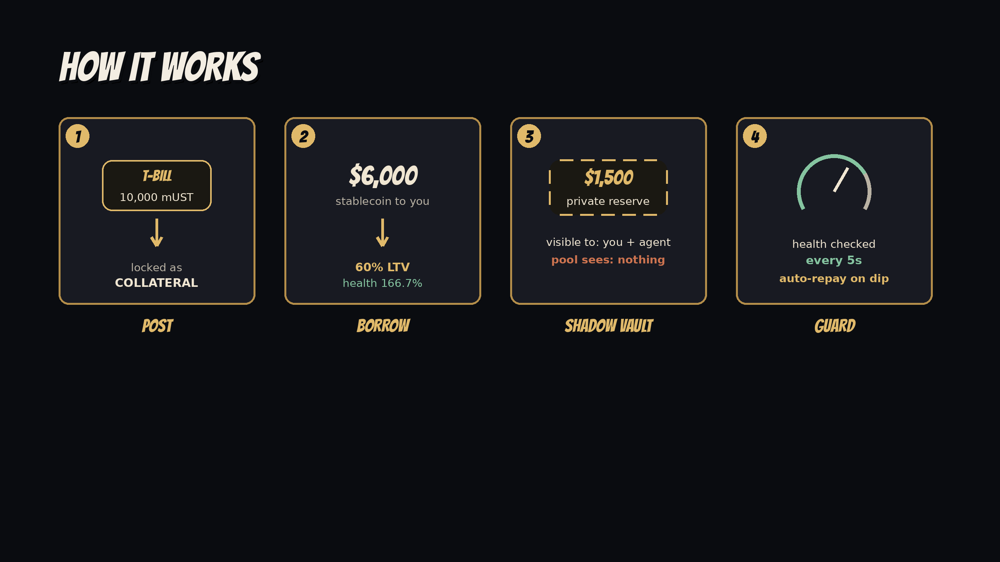 HOW IT WORKS
1
T-BILL
10,000 mUST
locked as
COLLATERAL
POST
2
$6,000
stablecoin to you
60% LTV
health 166.7%
BORROW
3
$1,500
private reserve
visible to: you + agent
pool sees: nothing
SHADOW VAULT
4
health checked
every 5s
auto-repay on dip
GUARD